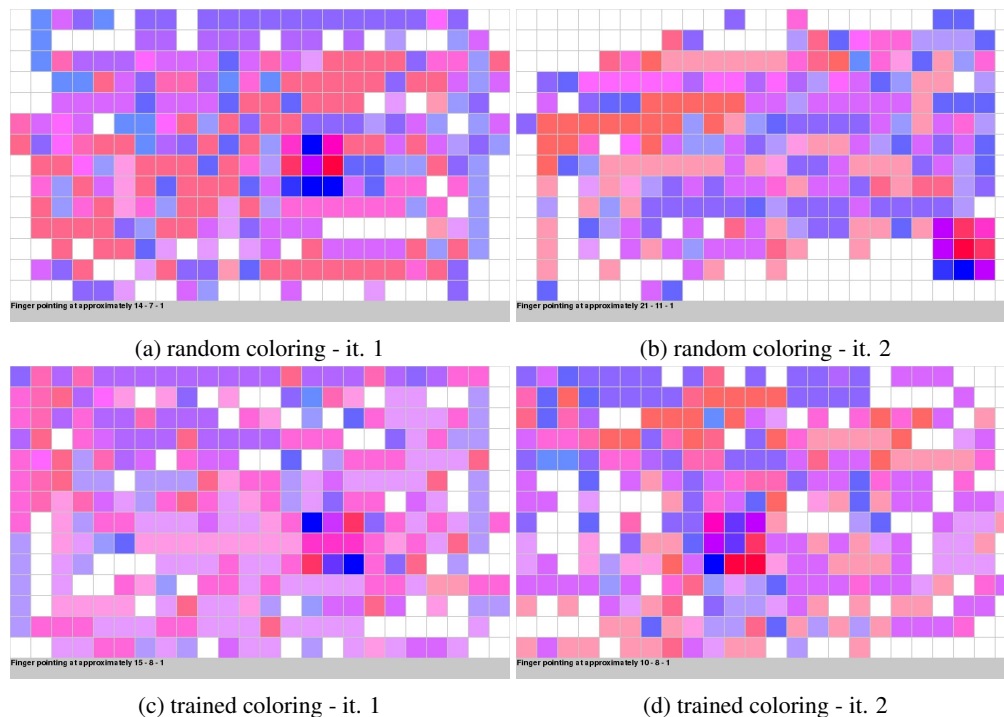 Finger pointing at approximately 14 - 7 - 1
Finger pointing at approximately 21 - 11 - 1
(a) random coloring - it. 1
(b) random coloring - it. 2
Finger pointing at approximately 15 - 8 - 1
Finger pointing at approximately 10 - 8 - 1
(c) trained coloring - it. 1
(d) trained coloring - it. 2